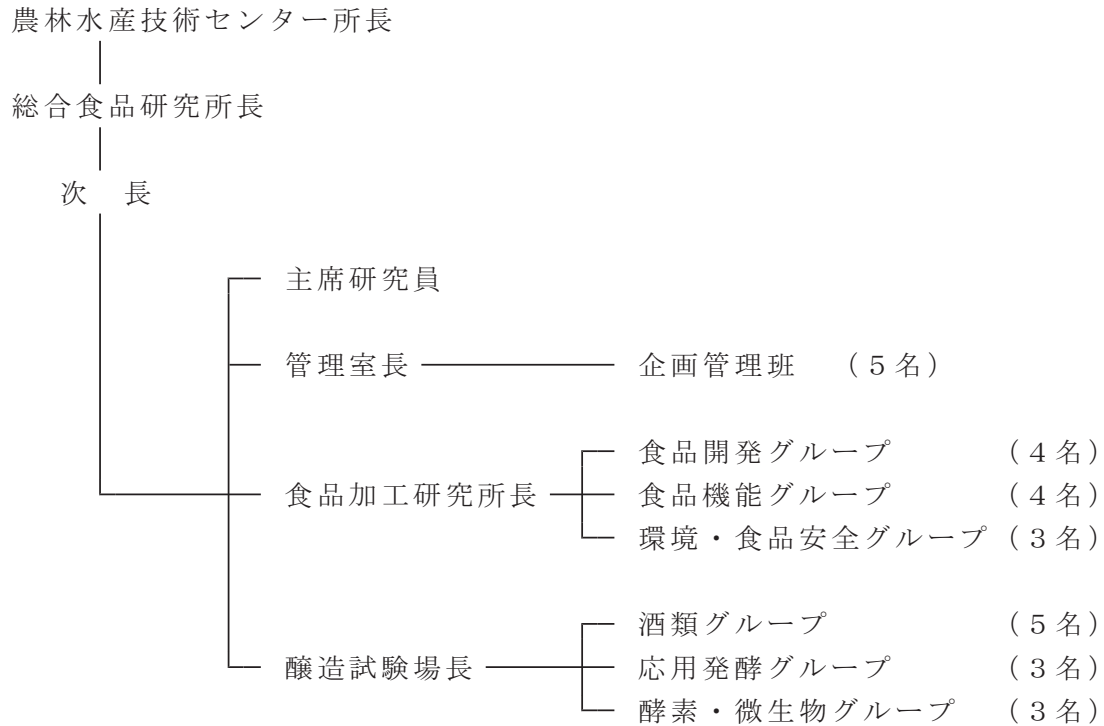 農林水産技術センター所長
総合食品研究所長
次　長
主席研究員
管理室長　企画管理班　（５名）
食品開発グループ　（４名）
食品加工研究所長　食品機能グループ　（４名）
環境・食品安全グループ（３名）
酒類グループ　（５名）
醸造試験場長　応用発酵グループ　（３名）
酵素・微生物グループ　（３名）